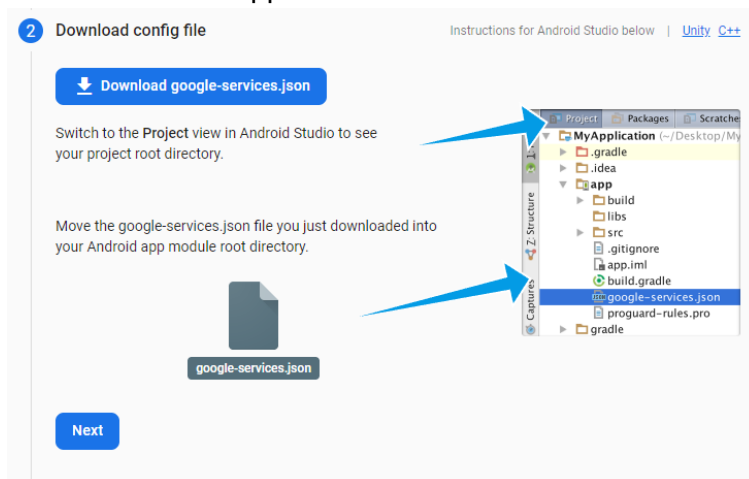 2 Download config file
Instructions for Android Studio below | Unity C++
Download google-services.json
Switch to the Project view in Android Studio to see
your project root directory.
Move the google-services.json file you just downloaded into
your Android app module root directory.
google-services.json
Next
Project Packages Scratche
MyApplication (~/Desktop/My
.gradle
.idea
app
build
libs
src
.gitignore
app.iml
build.gradle
google-services.json
proguard-rules.pro
gradle
Z: Structure
Captures